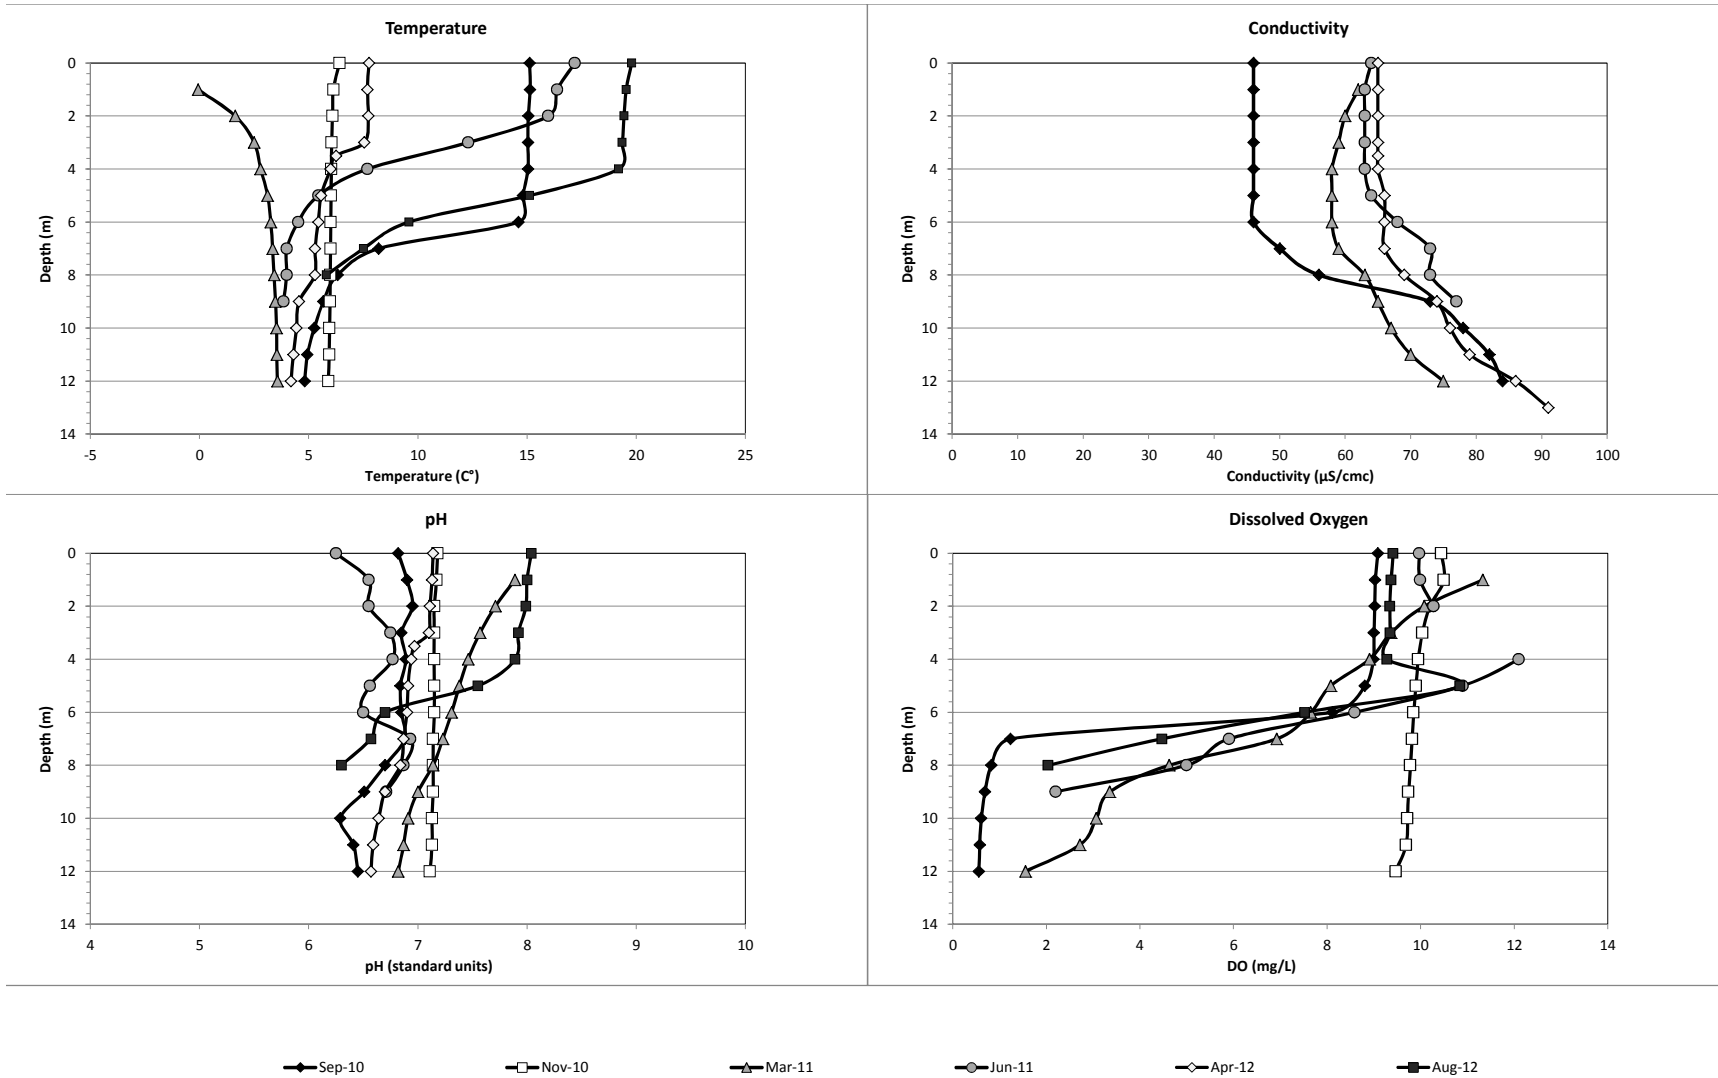 Temperature
0
2
4
6
8
10
12
14
Depth (m)
-5 0 5 10 15 20 25
Temperature (C°)
Conductivity
0
2
4
6
8
10
12
14
Depth (m)
0 10 20 30 40 50 60 70 80 90 100
Conductivity (µS/cmc)
pH
0
2
4
6
8
10
12
14
Depth (m)
4 5 6 7 8 9 10
pH (standard units)
Dissolved Oxygen
0
2
4
6
8
10
12
14
Depth (m)
0 2 4 6 8 10 12 14
DO (mg/L)
Sep-10 Nov-10 Mar-11 Jun-11 Apr-12 Aug-12